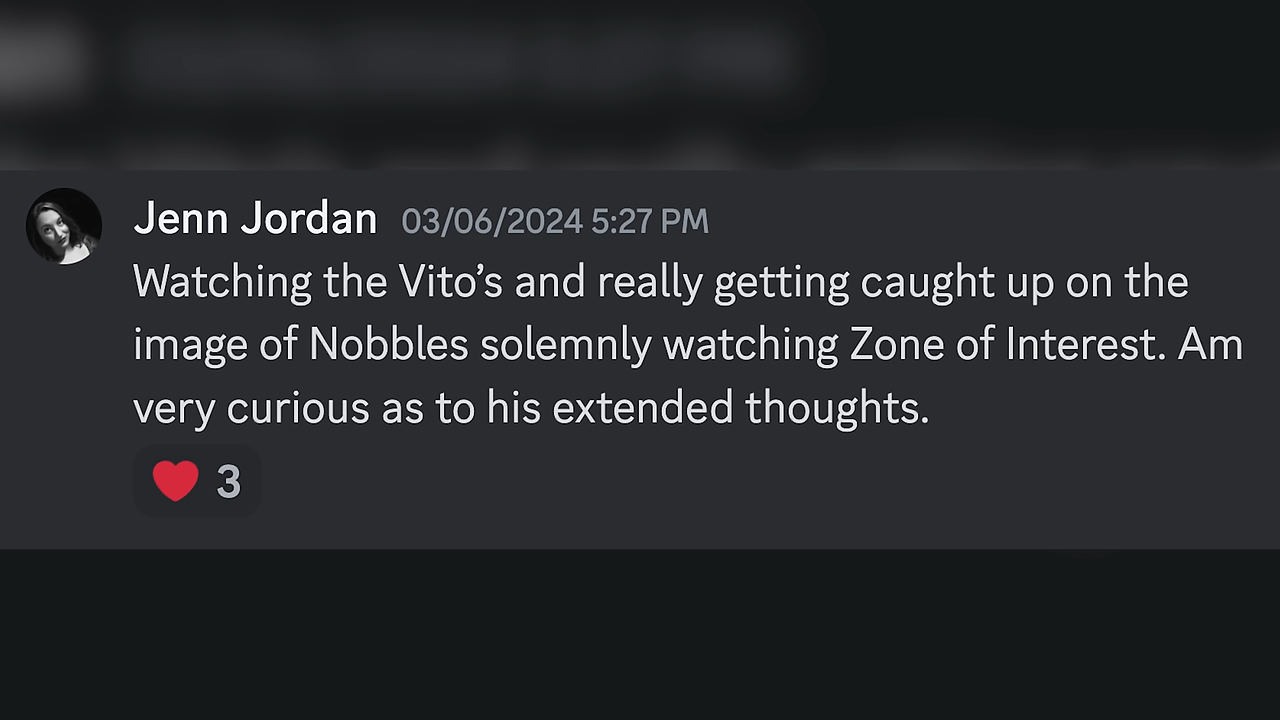 Jenn Jordan 03/06/2024 5:27 PM
Watching the Vito’s and really getting caught up on the
image of Nobbles solemnly watching Zone of Interest. Am
very curious as to his extended thoughts.
3